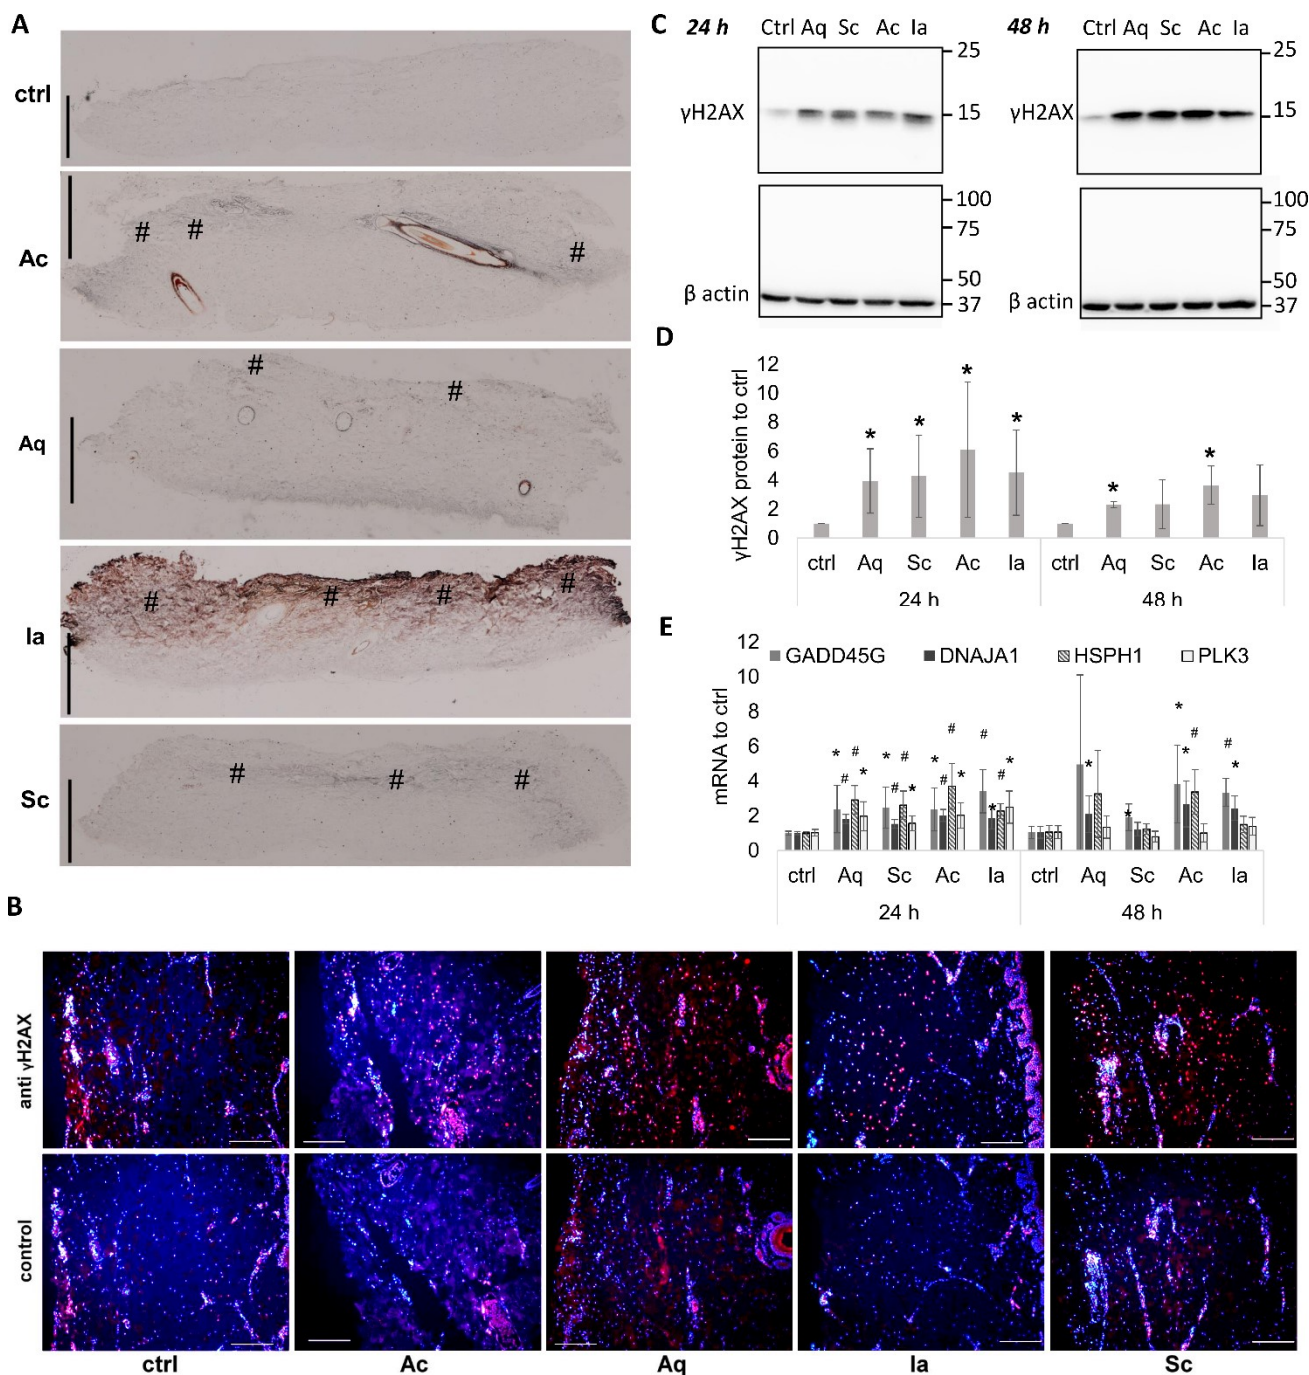 A
ctrl
Ac
# # #
Aq
# #
Ia
# # # #
Sc
# # #
C 24 h Ctrl Aq Sc Ac Ia
25
γH2AX
15
100
75
50
β actin
37
48 h Ctrl Aq Sc Ac Ia
25
γH2AX
15
100
75
50
β actin
37
D
γH2AX protein to ctrl
12
10
8
6
4
2
0
* * * * * *
ctrl Aq Sc Ac Ia ctrl Aq Sc Ac Ia
24 h 48 h
E
mRNA to ctrl
12
10
8
6
4
2
0
GADD45G DNAJA1 HSPH1 PLK3
* # # * * # # * * # # * # * # * * * * * # # *
ctrl Aq Sc Ac Ia ctrl Aq Sc Ac Ia
24 h 48 h
B
anti γH2AX
control
ctrl Ac Aq Ia Sc